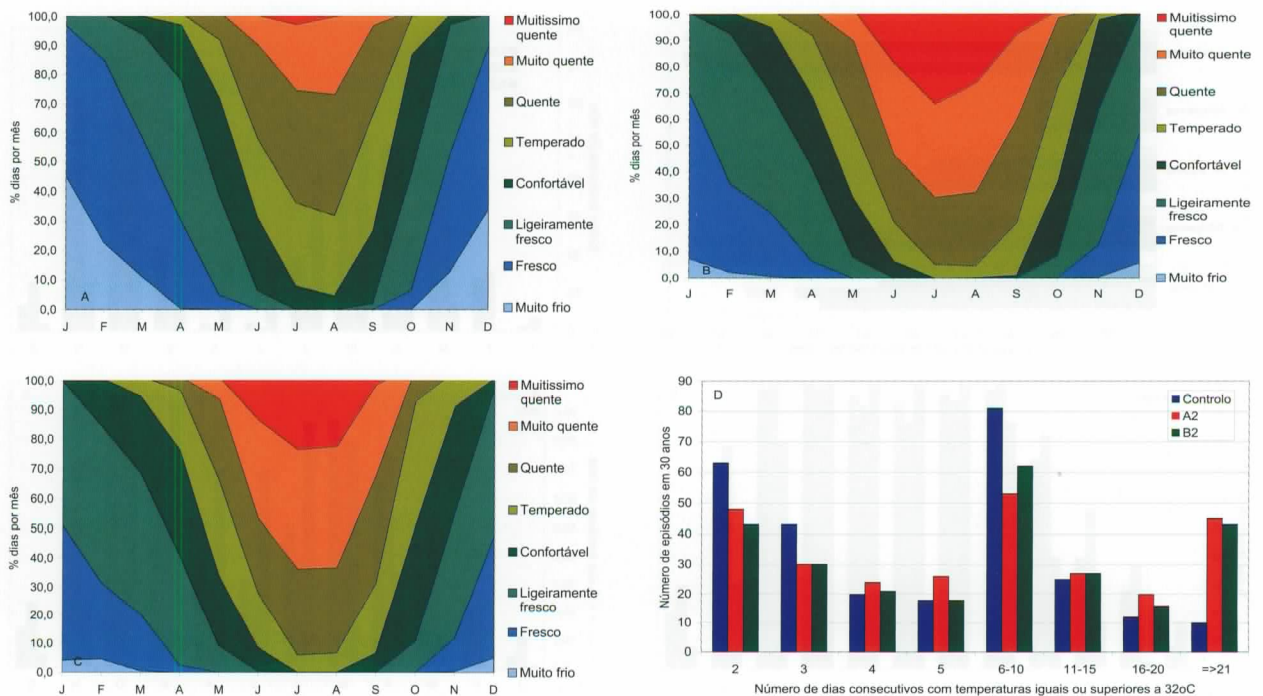 100,0
90,0
80,0
70,0
60,0
50,0
40,0
30,0
20,0
10,0
0,0
% dias por mês
A
J F M A M J J A S O N D
Muitissimo
quente
Muito quente
Quente
Temperado
Confortável
Ligeiramente
fresco
Fresco
Muito frio
100,0
90,0
80,0
70,0
60,0
50,0
40,0
30,0
20,0
10,0
0,0
% dias por mês
B
J F M A M J J A S O N D
Muitissimo
quente
Muito quente
Quente
Temperado
Confortável
Ligeiramente
fresco
Fresco
Muito frio
100,0
90,0
80,0
70,0
60,0
50,0
40,0
30,0
20,0
10,0
0,0
% dias por mês
C
J F M A M J J A S O N D
Muitissimo
quente
Muito quente
Quente
Temperado
Confortável
Ligeiramente
fresco
Fresco
Muito frio
90
80
70
60
50
40
30
20
10
0
Número de episódios em 30 anos
D
Controlo
A2
B2
2 3 4 5 6-10 11-15 16-20 =>21
Número de dias consecutivos com temperaturas iguais ou superiores a 32oC